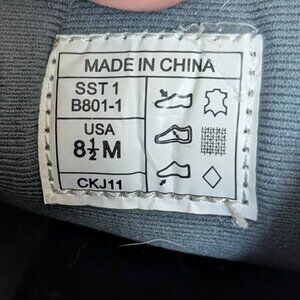 MADE IN CHINA
SST 1
B801-1
USA
8½M
CKJ11